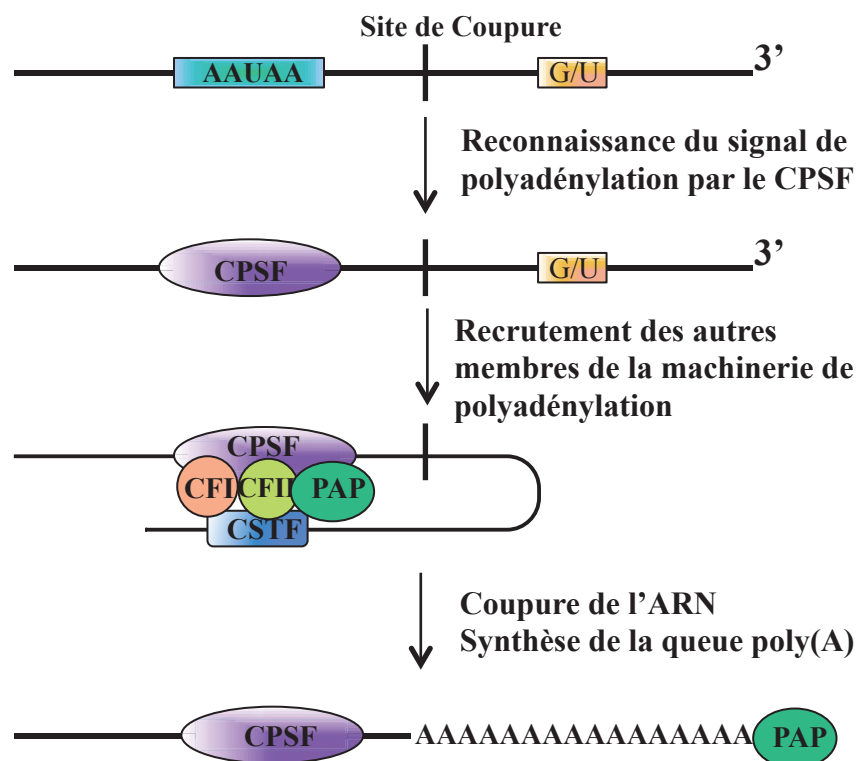 Site de Coupure
AAUAA
G/U
3’
Reconnaissance du signal de
polyadénylation par le CPSF
CPSF
G/U
3’
Recrutement des autres
membres de la machinerie de
polyadénylation
CPSF
CFI
CFII
PAP
CSTF
Coupure de l’ARN
Synthèse de la queue poly(A)
CPSF
AAAAAAAAAAAAAAAAA
PAP